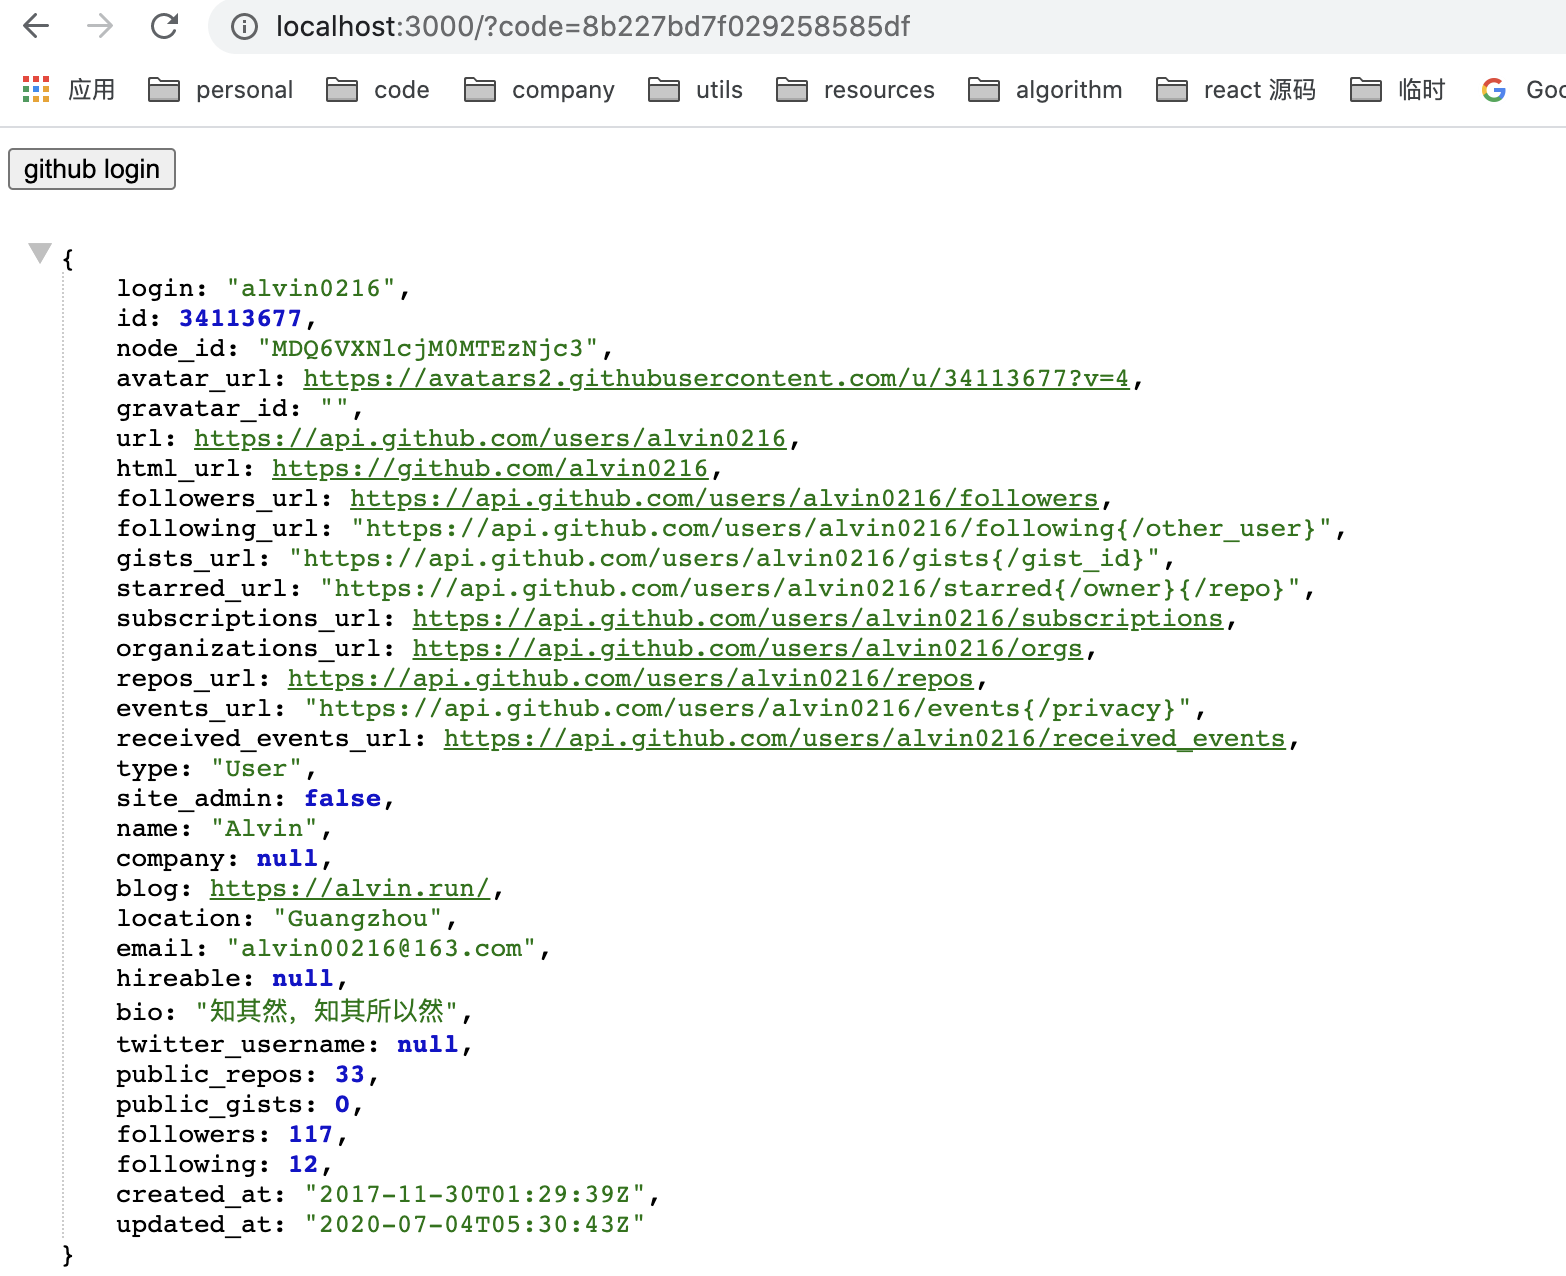 localhost:3000/?code=8b227bd7f029258585df
应用 personal code company utils resources algorithm react 源码 临时 Goo
github login
{
login: "alvin0216",
id: 34113677,
node_id: "MDQ6VXNlcjM0MTEzNjc3",
avatar_url: https://avatars2.githubusercontent.com/u/34113677?v=4,
gravatar_id: "",
url: https://api.github.com/users/alvin0216,
html_url: https://github.com/alvin0216,
followers_url: https://api.github.com/users/alvin0216/followers,
following_url: "https://api.github.com/users/alvin0216/following{/other_user}",
gists_url: "https://api.github.com/users/alvin0216/gists{/gist_id}",
starred_url: "https://api.github.com/users/alvin0216/starred{/owner}{/repo}",
subscriptions_url: https://api.github.com/users/alvin0216/subscriptions,
organizations_url: https://api.github.com/users/alvin0216/orgs,
repos_url: https://api.github.com/users/alvin0216/repos,
events_url: "https://api.github.com/users/alvin0216/events{/privacy}",
received_events_url: https://api.github.com/users/alvin0216/received_events,
type: "User",
site_admin: false,
name: "Alvin",
company: null,
blog: https://alvin.run/,
location: "Guangzhou",
email: "alvin00216@163.com",
hireable: null,
bio: "知其然，知其所以然",
twitter_username: null,
public_repos: 33,
public_gists: 0,
followers: 117,
following: 12,
created_at: "2017-11-30T01:29:39Z",
updated_at: "2020-07-04T05:30:43Z"
}